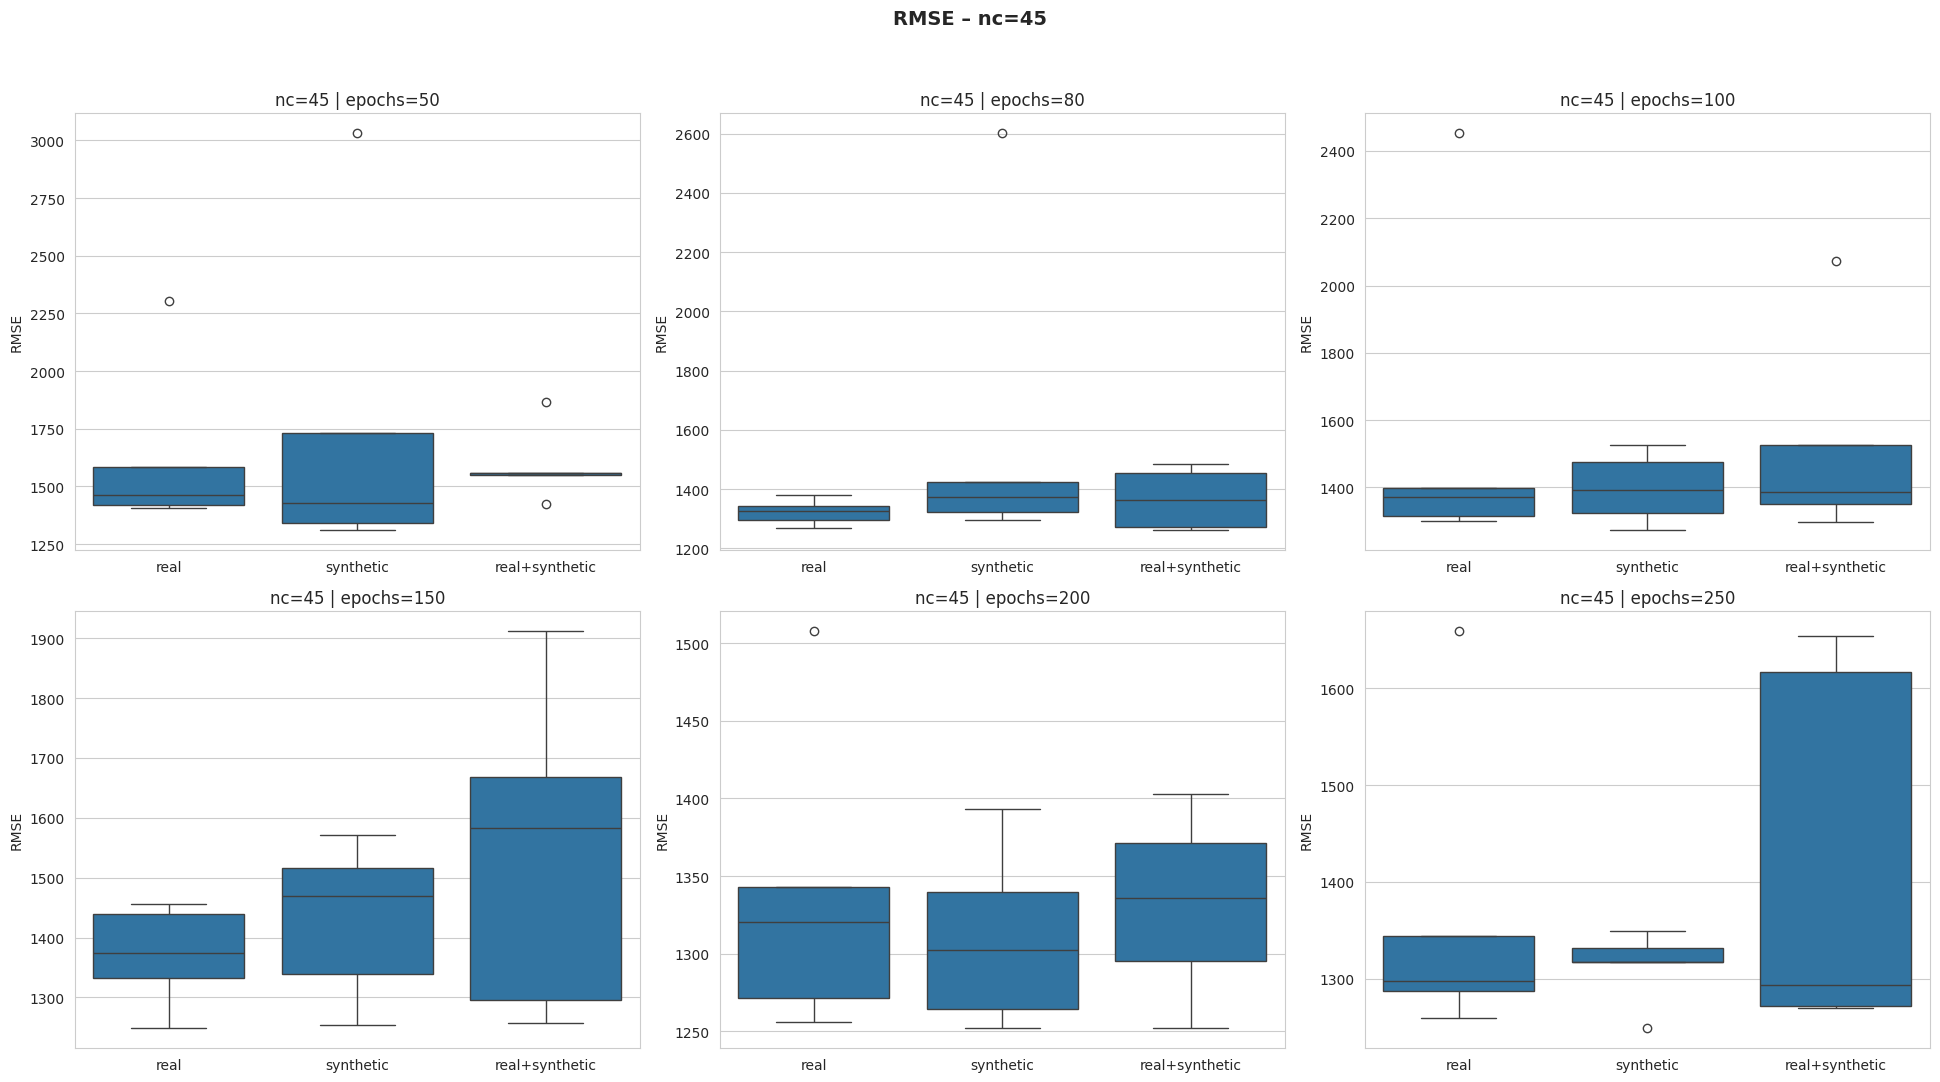 RMSE – nc=45
nc=45 | epochs=50
3000
2750
2500
2250
2000
1750
1500
1250
RMSE
real synthetic real+synthetic
nc=45 | epochs=80
2600
2400
2200
2000
1800
1600
1400
1200
RMSE
real synthetic real+synthetic
nc=45 | epochs=100
2400
2200
2000
1800
1600
1400
RMSE
real synthetic real+synthetic
nc=45 | epochs=150
1900
1800
1700
1600
1500
1400
1300
RMSE
real synthetic real+synthetic
nc=45 | epochs=200
1500
1450
1400
1350
1300
1250
RMSE
real synthetic real+synthetic
nc=45 | epochs=250
1600
1500
1400
1300
RMSE
real synthetic real+synthetic